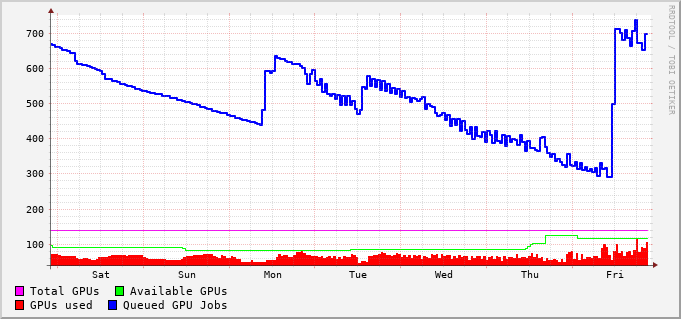 RRDTOOL / TOBI OETIKER
700
600
500
400
300
200
100
Sat Sun Mon Tue Wed Thu Fri
Total GPUs Available GPUs
GPUs used Queued GPU Jobs